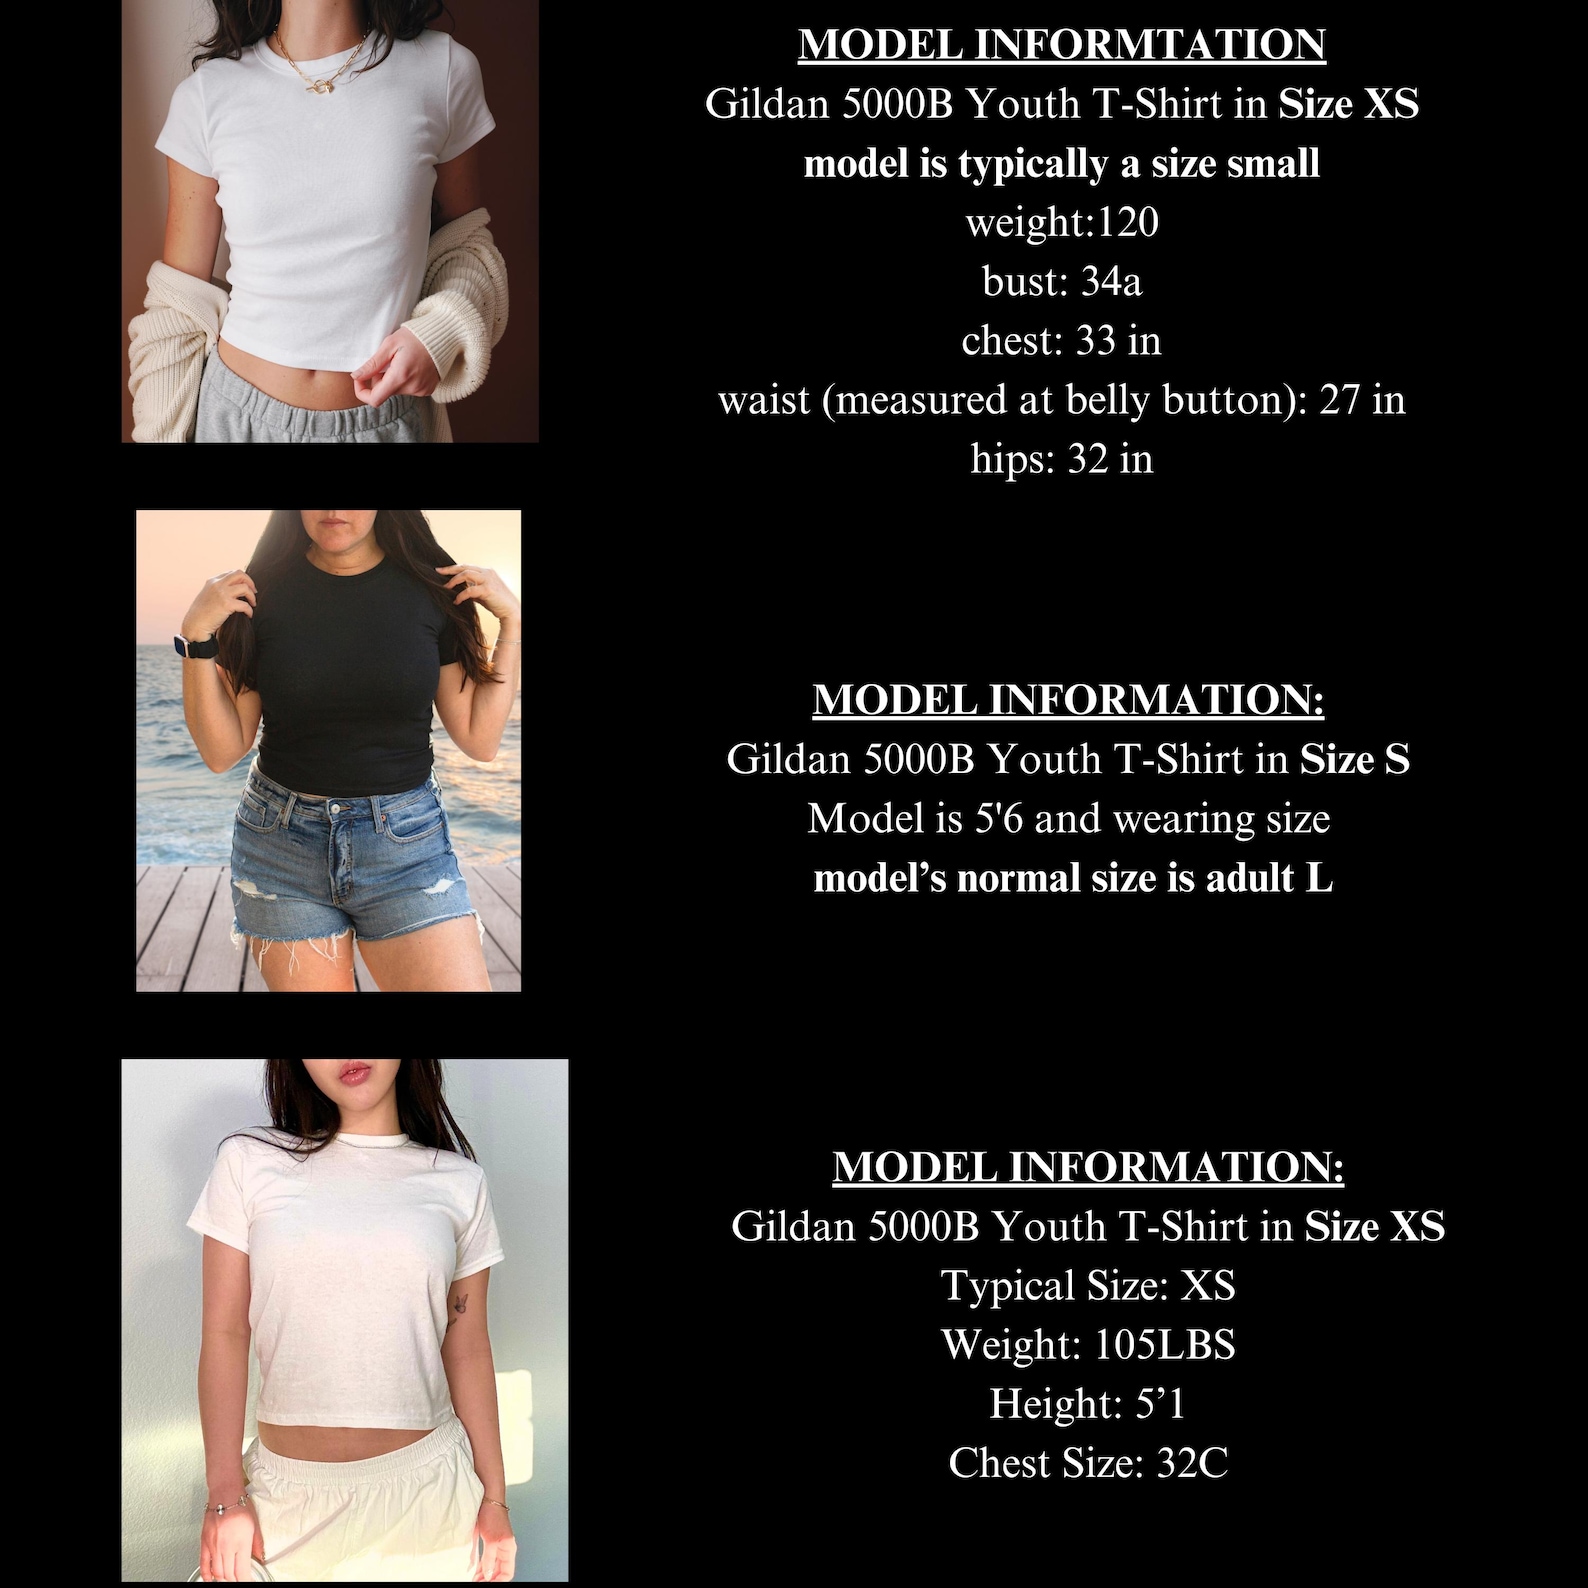 MODEL INFORMTATION
Gildan 5000B Youth T-Shirt in Size XS
model is typically a size small
weight:120
bust: 34a
chest: 33 in
waist (measured at belly button): 27 in
hips: 32 in
MODEL INFORMATION:
Gildan 5000B Youth T-Shirt in Size S
Model is 5'6 and wearing size
model’s normal size is adult L
MODEL INFORMATION:
Gildan 5000B Youth T-Shirt in Size XS
Typical Size: XS
Weight: 105LBS
Height: 5’1
Chest Size: 32C